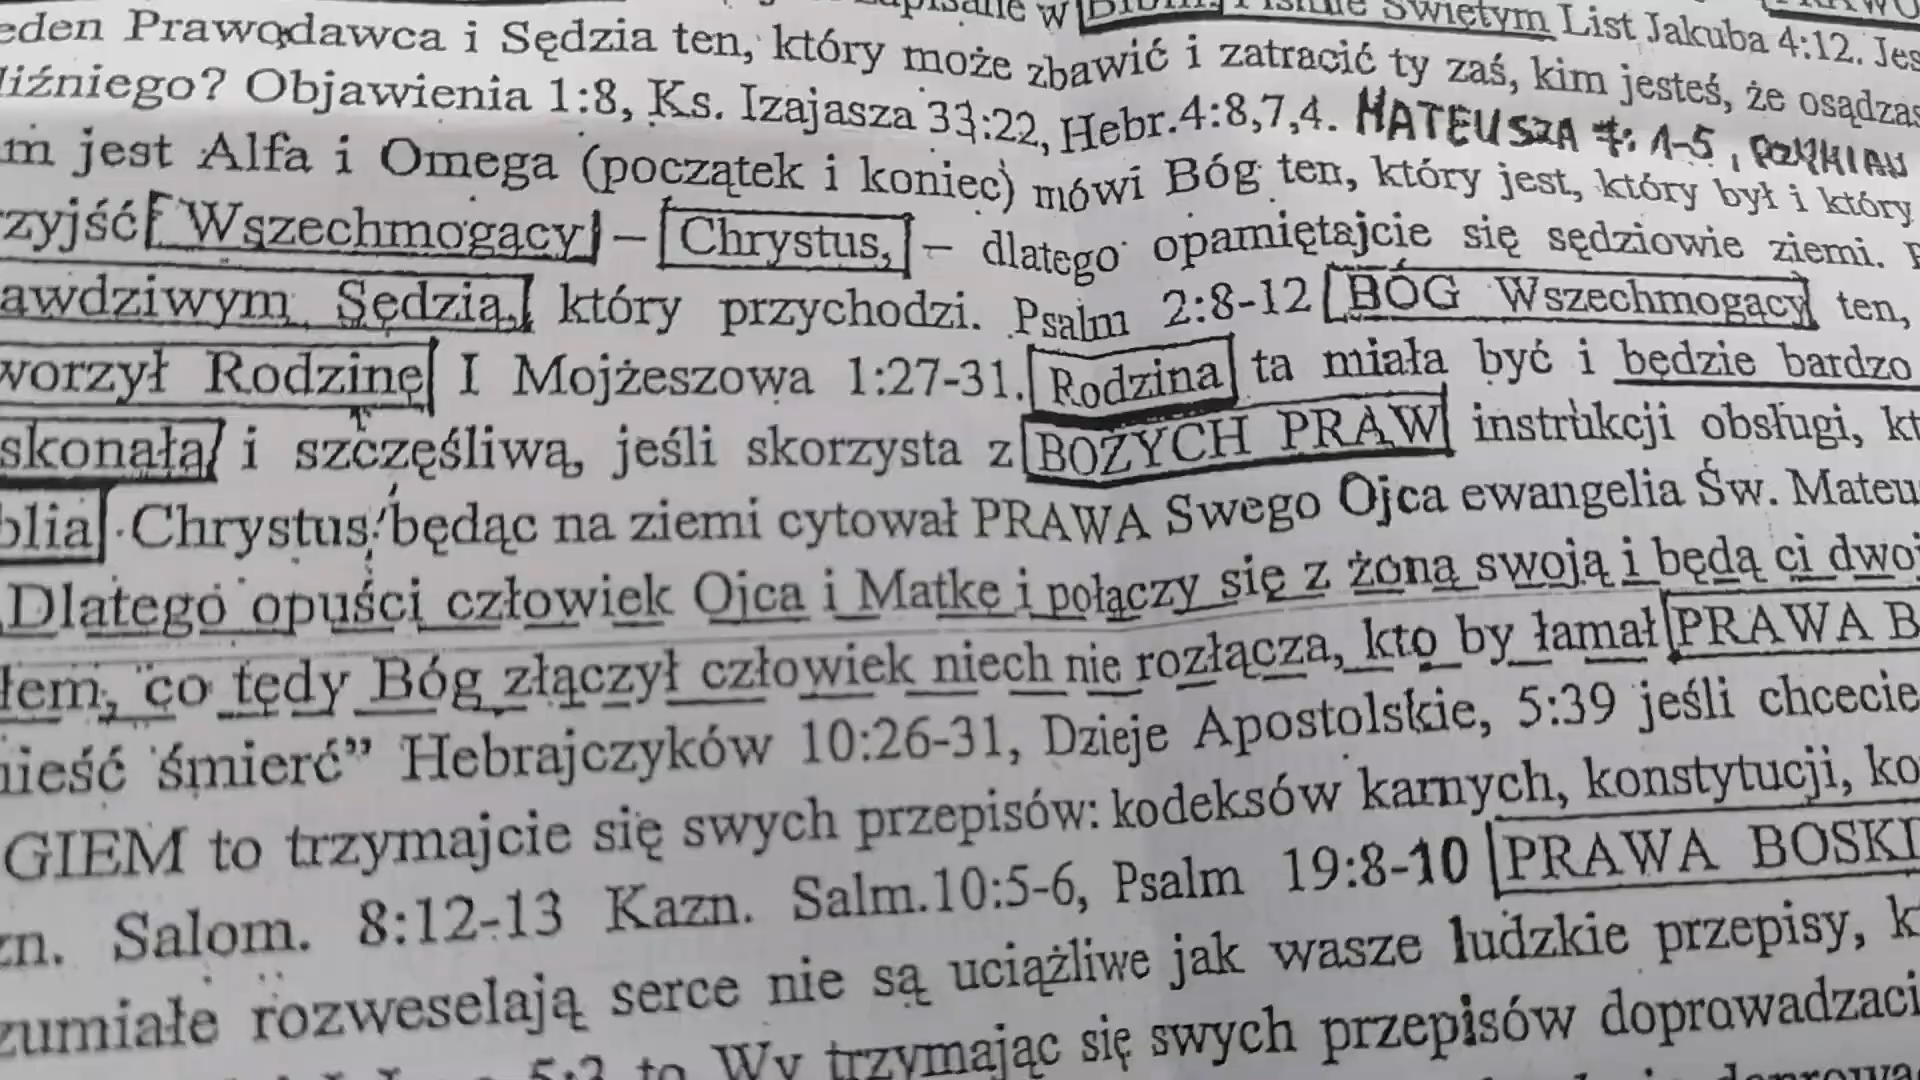 w Piśmie Świętym List Jakuba 4:12. Jes
eden Prawodawca i Sędzia ten, który może zbawić i zatracić ty zaś, kim jesteś, że osądzas
liźniego? Objawienia 1:8, Ks. Izajasza 33:22, Hebr.4:8,7,4. MATEUSZA 7:1-5,
m jest Alfa i Omega (początek i koniec) mówi Bóg ten, który jest, który był i który
zyjść Wszechmogący – Chrystus, – dlatego opamiętajcie się sędziowie ziemi.
awdziwym Sędzią, który przychodzi. Psalm 2:8-12 BÓG Wszechmogący ten,
worzył Rodzinę I Mojżeszowa 1:27-31. Rodzina ta miała być i będzie bardzo
skonałą i szczęśliwą, jeśli skorzysta z BOŻYCH PRAW instrukcji obsługi, kt
blia. Chrystus będąc na ziemi cytował PRAWA Swego Ojca ewangelia Św. Mateu
Dlatego opuści człowiek Ojca i Matkę i połączy się z żoną swoją i będą ci dwoj
łem, co tedy Bóg złączył człowiek niech nie rozłącza, kto by łamał PRAWA B
nieść śmierć” Hebrajczyków 10:26-31, Dzieje Apostolskie, 5:39 jeśli chcecie
GIEM to trzymajcie się swych przepisów: kodeksów karnych, konstytucji, ko
zn. Salom. 8:12-13 Kazn. Salm.10:5-6, Psalm 19:8-10 PRAWA BOSKI
zumiałe rozweselają serce nie są uciążliwe jak wasze ludzkie przepisy, k
5:3 to Wy trzymając się swych przepisów doprowadzaci